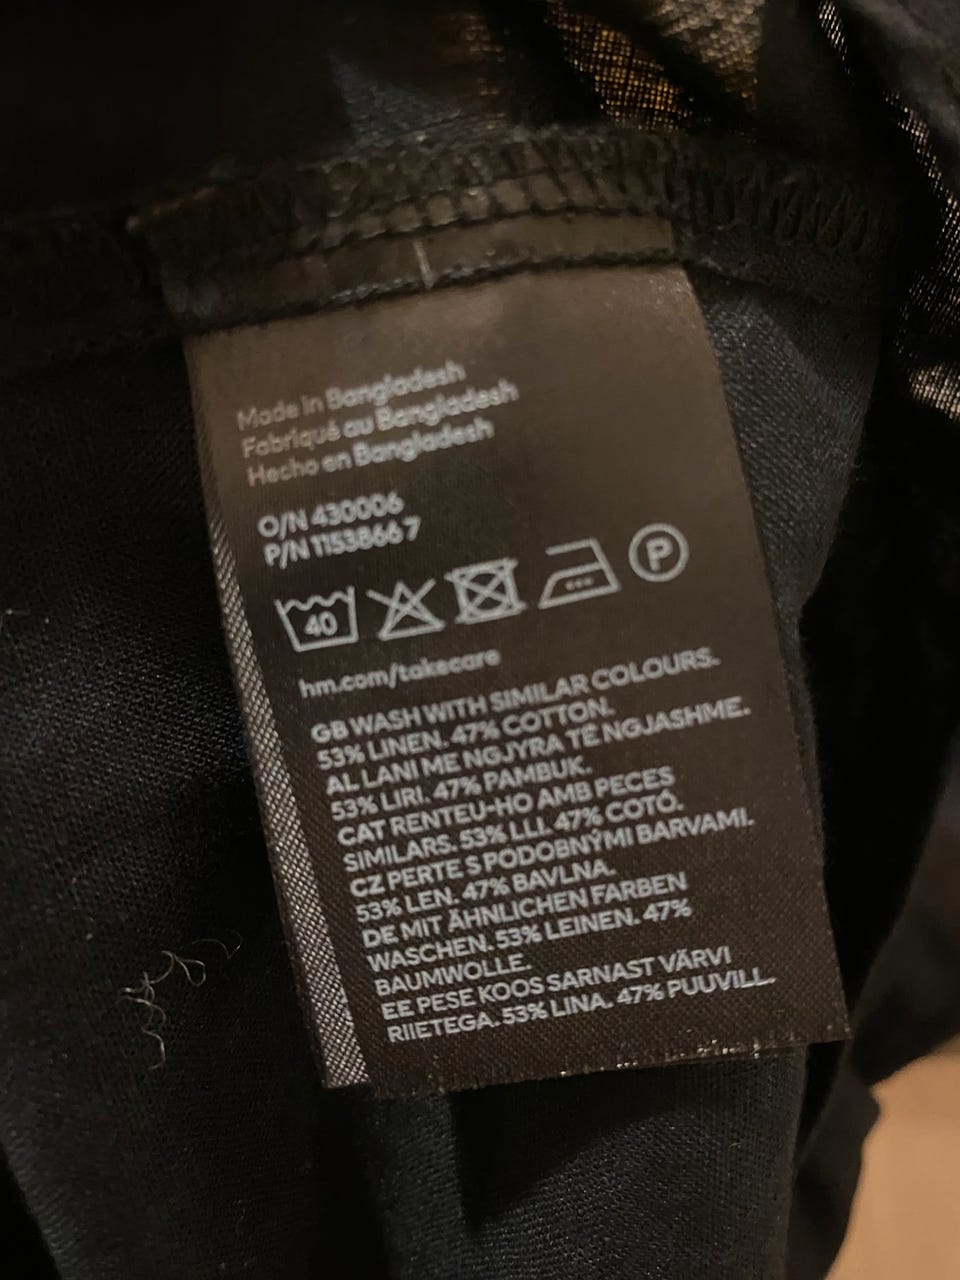 Made in Bangladesh
Fabriqué au Bangladesh
Hecho en Bangladesh
O/N 430006
P/N 11538667
40
P
hm.com/takecare
GB WASH WITH SIMILAR COLOURS.
53% LINEN. 47% COTTON.
AL LANI ME NGJYRA TË NGJASHME.
53% LIRI. 47% PAMBUK.
CAT RENTEU-HO AMB PECES
SIMILARS. 53% LLI. 47% COTÓ.
CZ PERTE S PODOBNÝMI BARVAMI.
53% LEN. 47% BAVLNA.
DE MIT ÄHNLICHEN FARBEN
WASCHEN. 53% LEINEN. 47%
BAUMWOLLE.
EE PESE KOOS SARNAST VÄRVI
RIIETEGA. 53% LINA. 47% PUUVILL.